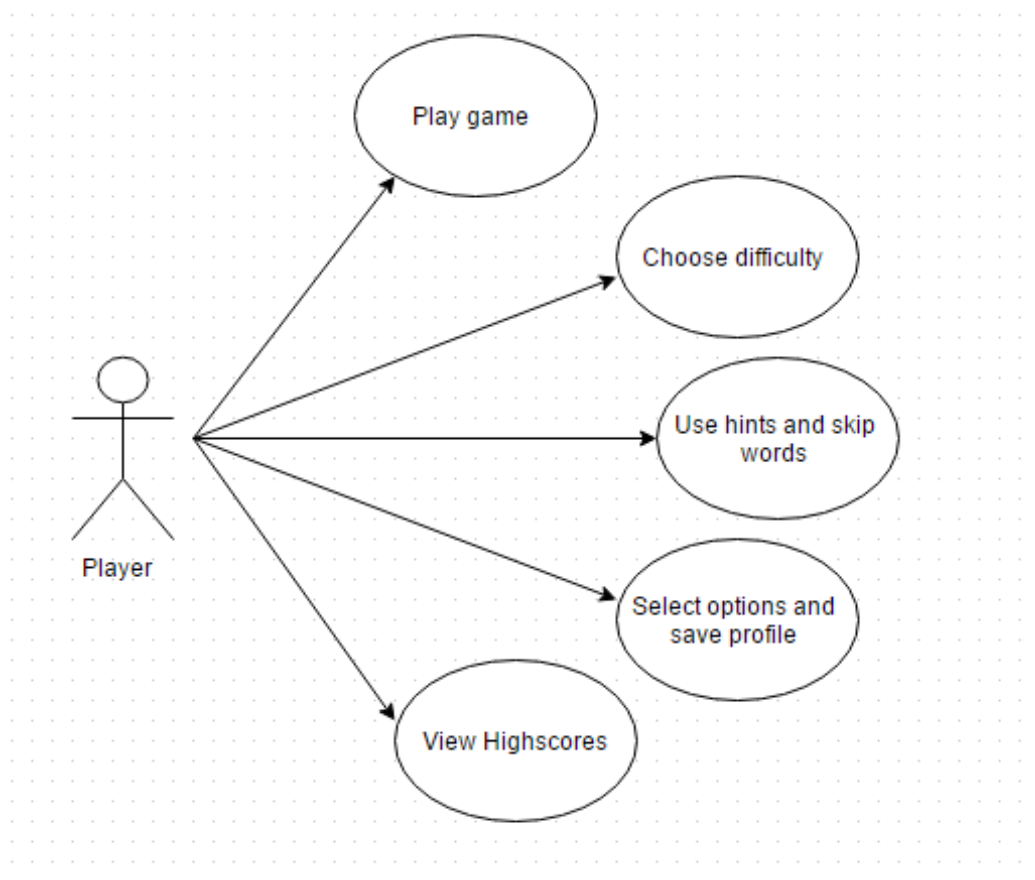 Play game
Choose difficulty
Use hints and skip
words
Player
Select options and
save profile
View Highscores